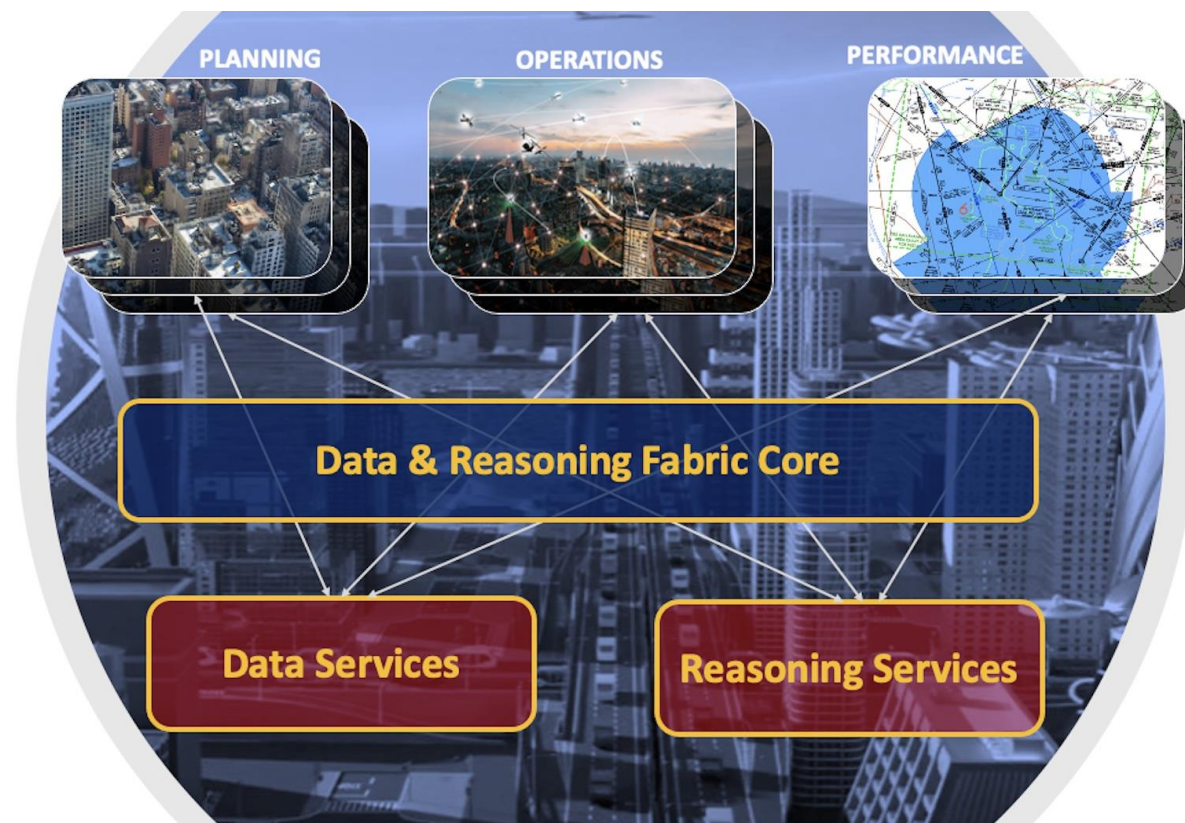 PLANNING
OPERATIONS
PERFORMANCE
Data & Reasoning Fabric Core
Data Services
Reasoning Services